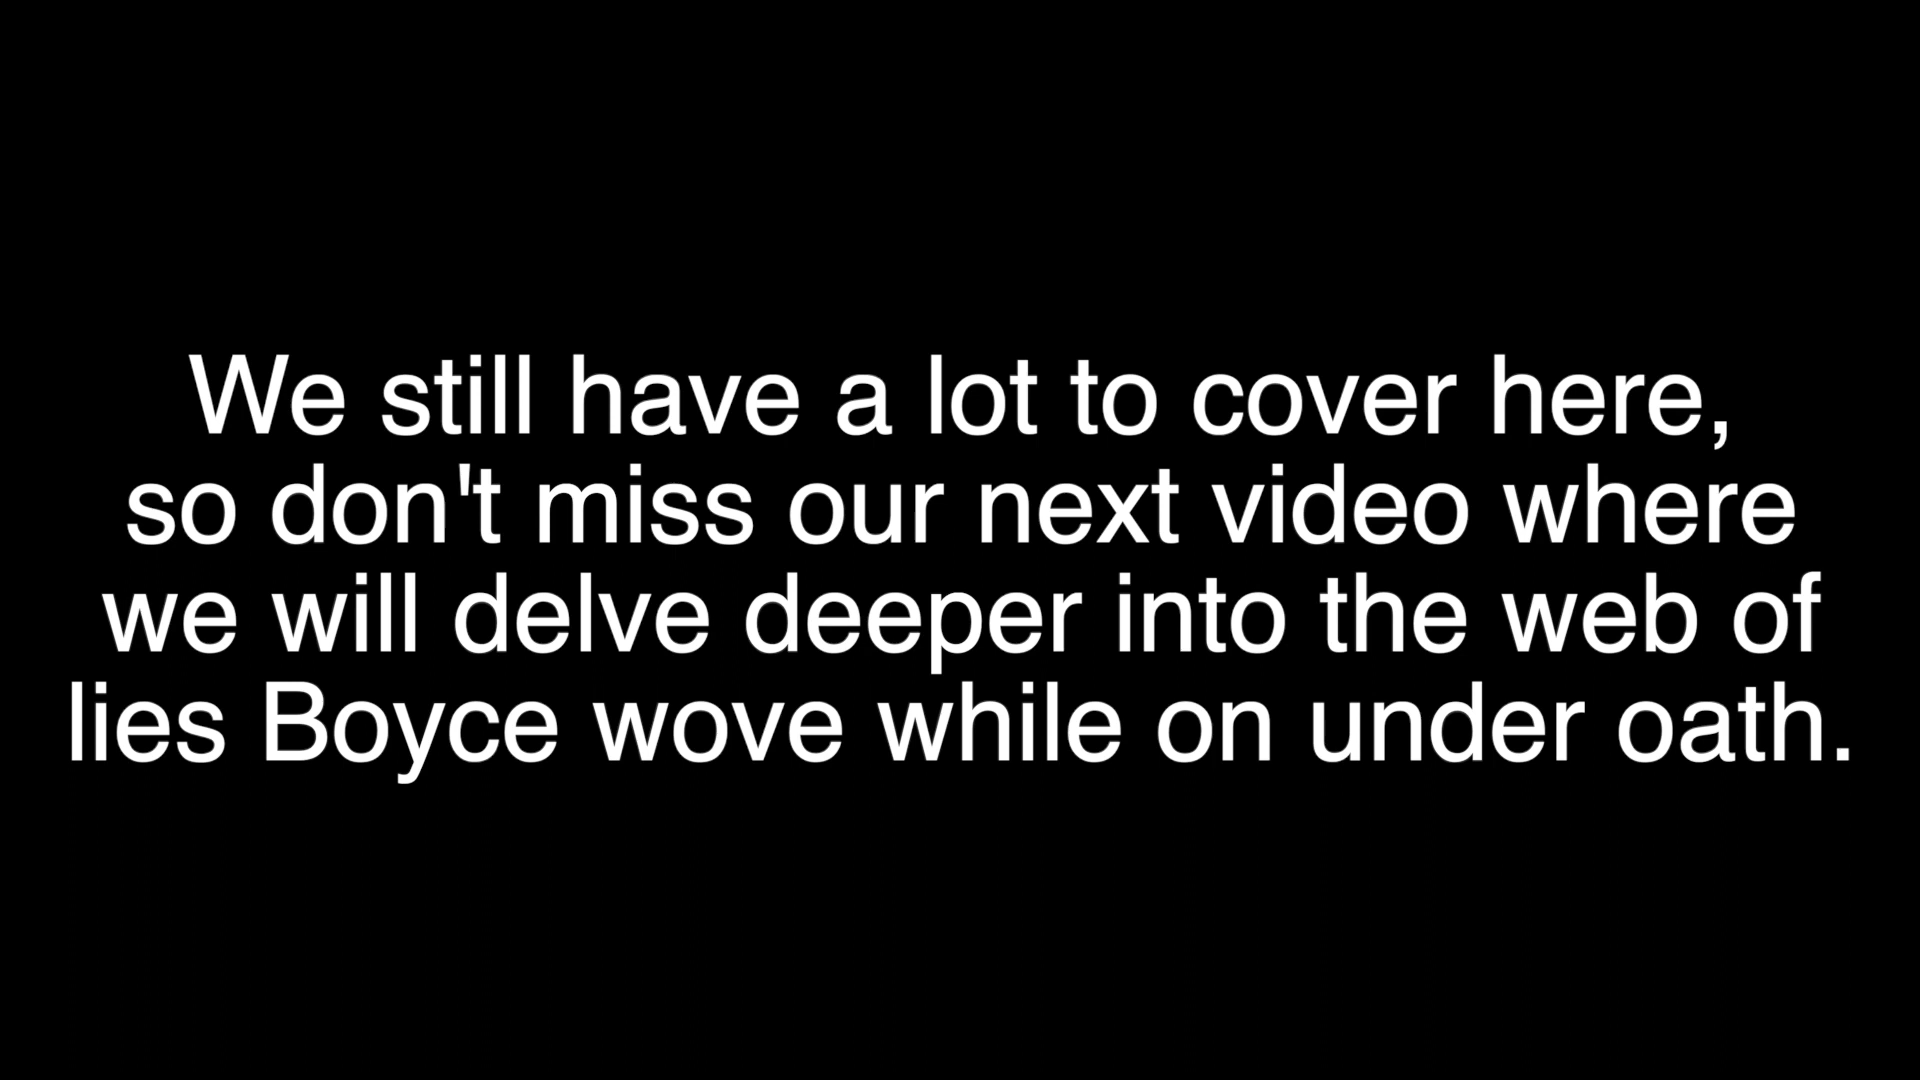 We still have a lot to cover here,
so don't miss our next video where
we will delve deeper into the web of
lies Boyce wove while on under oath.